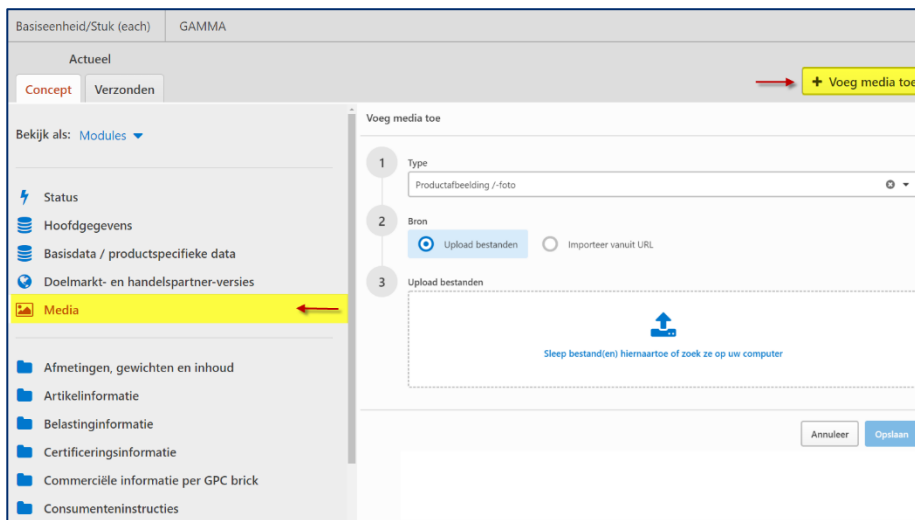 Basiseenheid/Stuk (each) GAMMA
Actueel
Concept Verzonden
+ Voeg media toe
Bekijk als: Modules
Status
Hoofdgegevens
Basisdata / productspecifieke data
Doelmarkt- en handelspartner-versies
Media
Afmetingen, gewichten en inhoud
Artikelinformatie
Belastinginformatie
Certificeringsinformatie
Commerciële informatie per GPC brick
Consumenteninstructies
Voeg media toe
1 Type
Productafbeelding /-foto
2 Bron
Upload bestanden Importeer vanuit URL
3 Upload bestanden
Sleep bestand(en) hiernaartoe of zoek ze op uw computer
Annuleer Opslaan